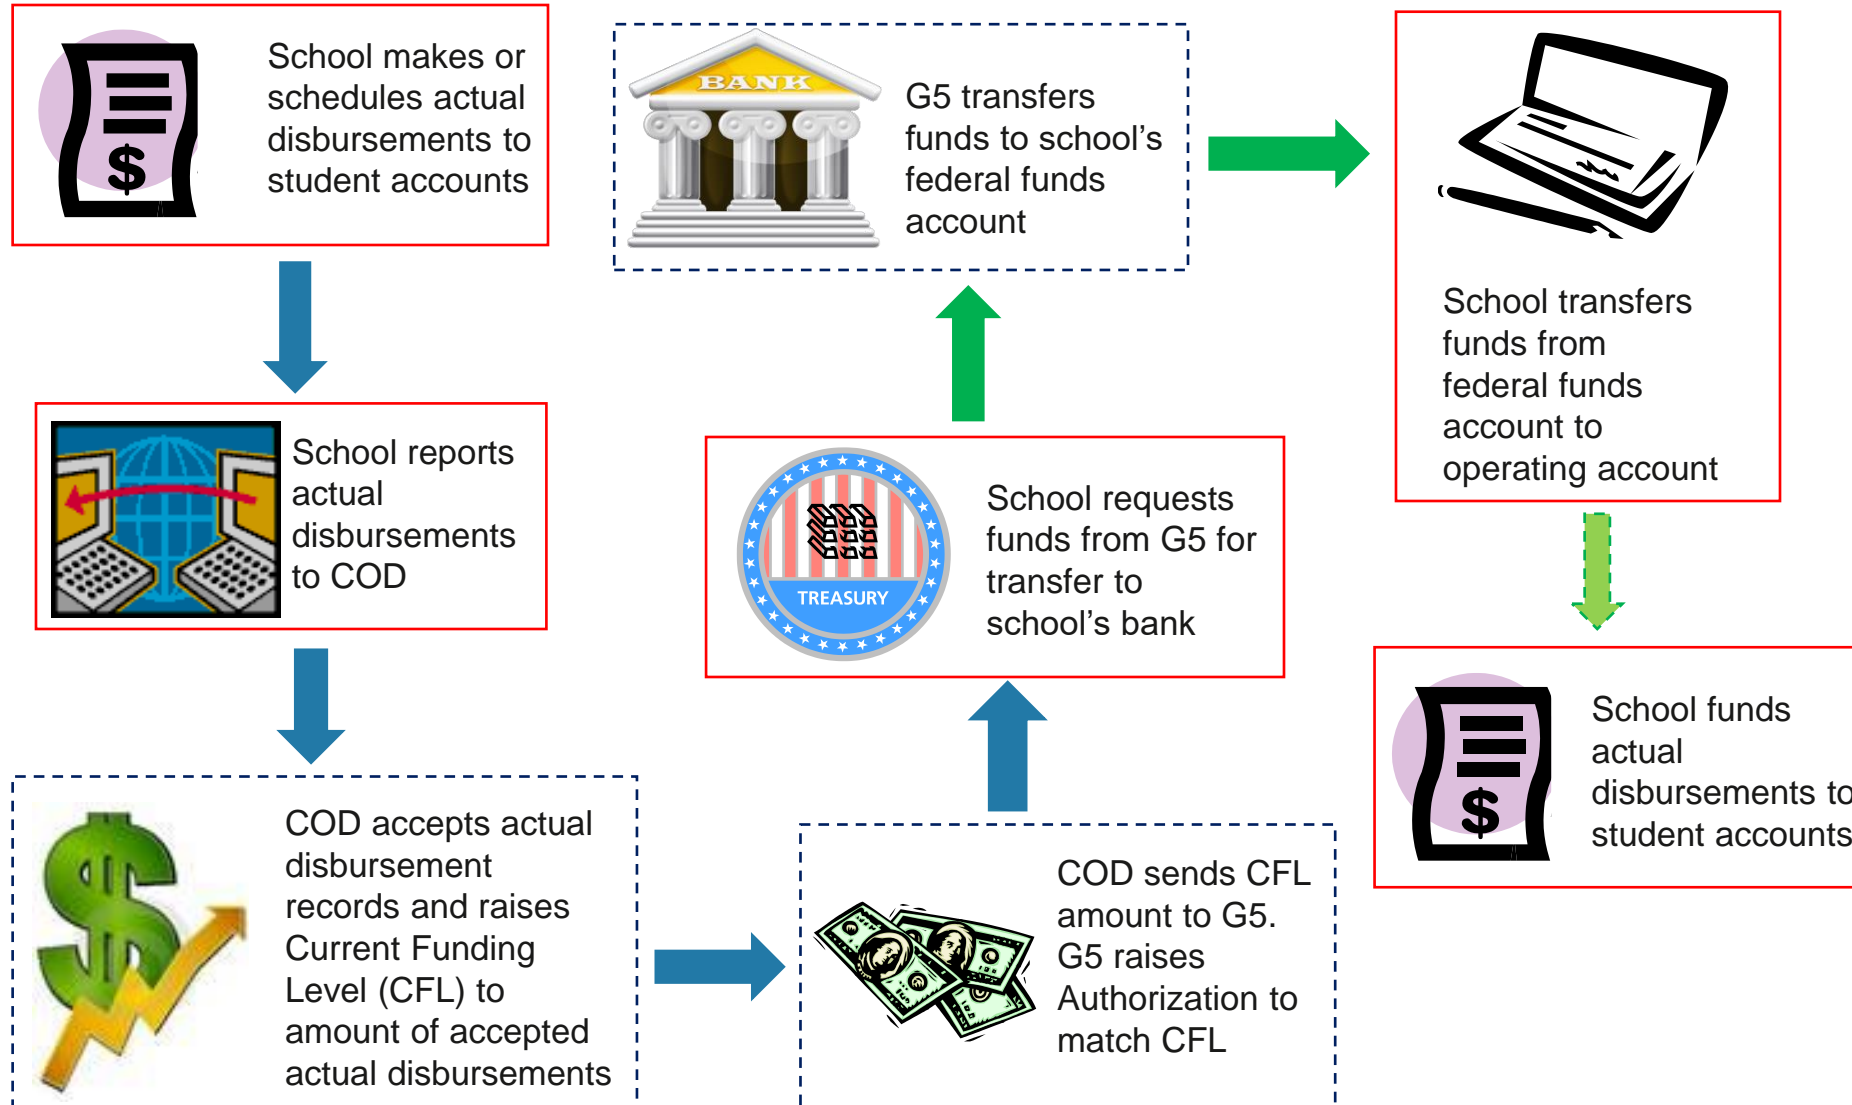 School makes or
schedules actual
disbursements to
student accounts
$
School reports
actual
disbursements
to COD
$
COD accepts actual
disbursement
records and raises
Current Funding
Level (CFL) to
amount of accepted
actual disbursements
COD sends CFL
amount to G5.
G5 raises
Authorization to
match CFL
TREASURY
School requests
funds from G5 for
transfer to
school’s bank
BANK
G5 transfers
funds to school’s
federal funds
account
School transfers
funds from
federal funds
account to
operating account
$
School funds
actual
disbursements to
student accounts